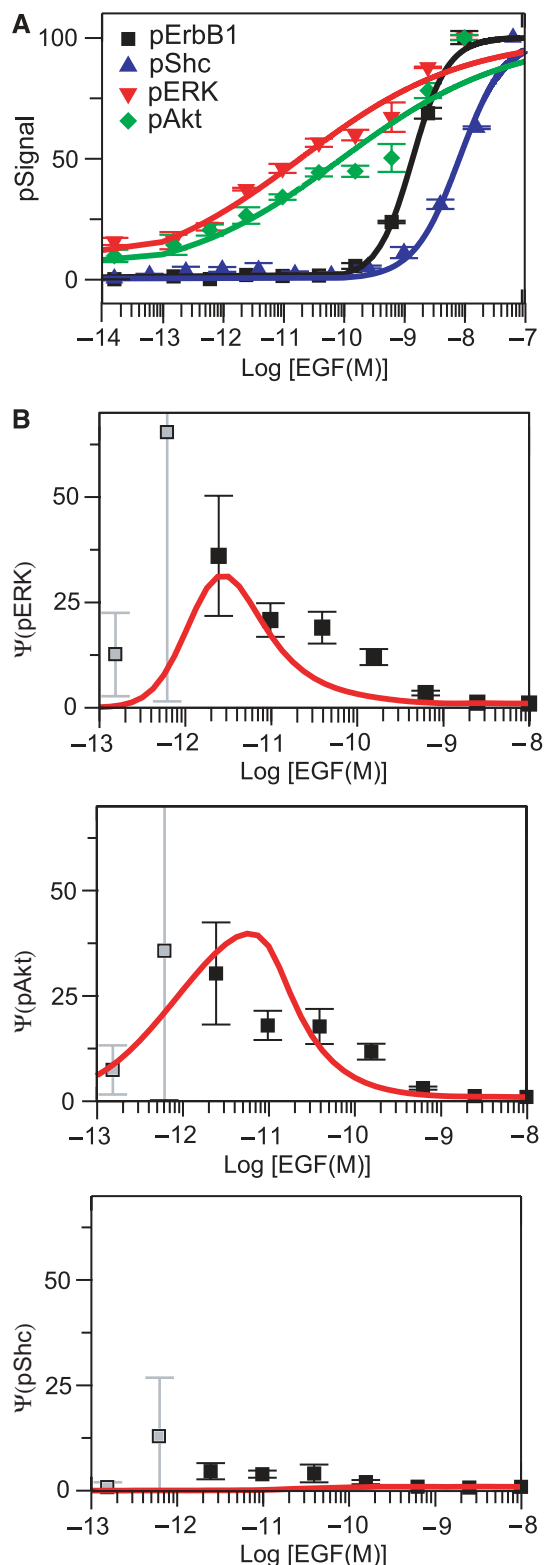 A
pErbB1
pShc
pERK
pAkt
pSignal
100
50
0
−14 −13 −12 −11 −10 −9 −8 −7
Log [EGF(M)]
B
Ψ(pERK)
50
25
0
−13 −12 −11 −10 −9 −8
Log [EGF(M)]
Ψ(pAkt)
50
25
0
−13 −12 −11 −10 −9 −8
Log [EGF(M)]
Ψ(pShc)
50
25
0
−13 −12 −11 −10 −9 −8
Log [EGF(M)]